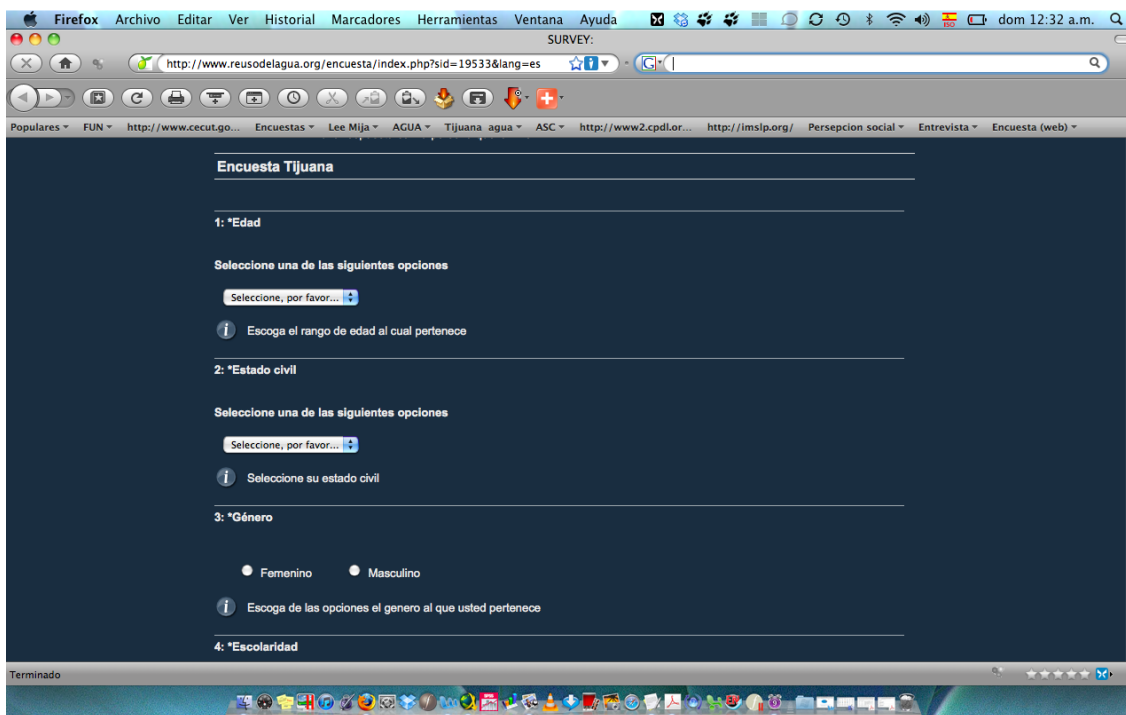 Firefox Archivo Editar Ver Historial Marcadores Herramientas Ventana Ayuda ISO dom 12:32 a.m.
SURVEY:
http://www.reusodelagua.org/encuesta/index.php?sid=19533&lang=es G
Populares FUN http://www.cecut.go... Encuestas Lee Mija AGUA Tijuana agua ASC http://www2.cpdl.or... http://imslp.org/ Persepcion social Entrevista Encuesta (web)
Encuesta Tijuana
1: *Edad
Seleccione una de las siguientes opciones
Seleccione, por favor...
i Escoga el rango de edad al cual pertenece
2: *Estado civil
Seleccione una de las siguientes opciones
Seleccione, por favor...
i Seleccione su estado civil
3: *Género
Femenino Masculino
i Escoga de las opciones el genero al que usted pertenece
4: *Escolaridad
Terminado